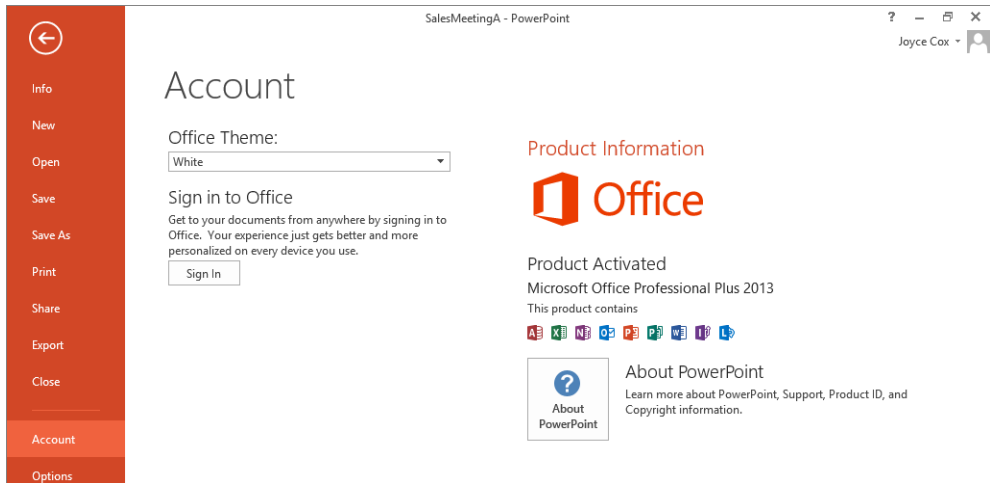 SalesMeetingA - PowerPoint
?
Joyce Cox
Info
New
Open
Save
Save As
Print
Share
Export
Close
Account
Options
Account
Office Theme:
White
Sign in to Office
Get to your documents from anywhere by signing in to
Office. Your experience just gets better and more
personalized on every device you use.
Sign In
Product Information
Office
Product Activated
Microsoft Office Professional Plus 2013
This product contains
A X N O P P W I L
?
About
PowerPoint
About PowerPoint
Learn more about PowerPoint, Support, Product ID, and
Copyright information.